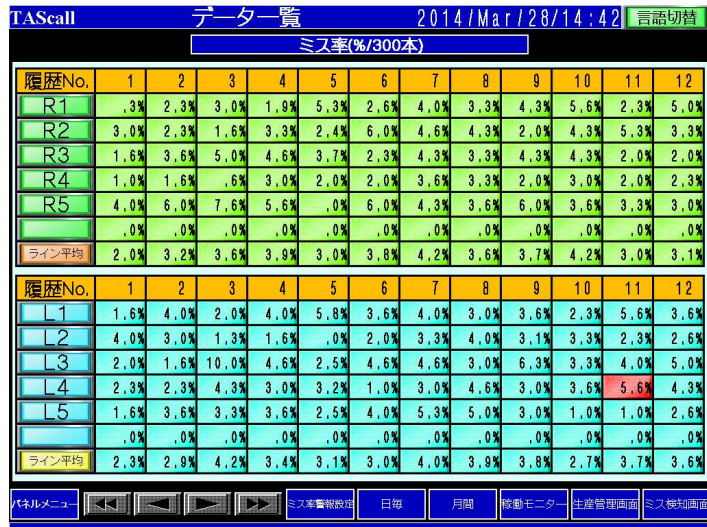 TAScall データ一覧 2014/Mar/28/14:42 言語切替
ミス率(%/300本)
履歴No. 1 2 3 4 5 6 7 8 9 10 11 12
R1 .3% 2.3% 3.0% 1.9% 5.3% 2.6% 4.0% 3.3% 4.3% 5.6% 2.3% 5.0%
R2 3.0% 2.3% 1.6% 3.3% 2.4% 6.0% 4.6% 4.3% 2.0% 4.3% 5.3% 3.3%
R3 1.6% 3.6% 5.0% 4.6% 3.7% 2.3% 4.3% 3.3% 4.3% 4.3% 2.0% 2.0%
R4 1.0% 1.6% .6% 3.0% 2.0% 2.0% 3.6% 3.3% 2.0% 3.0% 2.0% 2.3%
R5 4.0% 6.0% 7.6% 5.6% .0% 6.0% 4.3% 3.6% 6.0% 3.6% 3.3% 3.0%
.0% .0% .0% .0% .0% .0% .0% .0% .0% .0% .0% .0%
ライン平均 2.0% 3.2% 3.6% 3.9% 3.0% 3.8% 4.2% 3.6% 3.7% 4.2% 3.0% 3.1%
履歴No. 1 2 3 4 5 6 7 8 9 10 11 12
L1 1.6% 4.0% 2.0% 4.0% 5.8% 3.6% 4.0% 3.0% 3.6% 2.3% 5.6% 3.6%
L2 4.0% 3.0% 1.3% 1.6% .0% 2.0% 3.3% 4.0% 3.1% 3.3% 2.3% 2.6%
L3 2.0% 1.6% 10.0% 4.6% 2.5% 4.6% 4.6% 3.0% 6.3% 3.3% 4.0% 5.0%
L4 2.3% 2.3% 4.3% 3.0% 3.2% 1.0% 3.0% 4.6% 3.0% 3.6% 5.6% 4.3%
L5 1.6% 3.6% 3.3% 3.6% 2.5% 4.0% 5.3% 5.0% 3.0% 1.0% 1.0% 2.6%
.0% .0% .0% .0% .0% .0% .0% .0% .0% .0% .0% .0%
ライン平均 2.3% 2.9% 4.2% 3.4% 3.1% 3.0% 4.0% 3.9% 3.8% 2.7% 3.7% 3.6%
パネルメニュー ミス率警報設定 日毎 月間 稼働モニター 生産管理画面 ミス検知画面